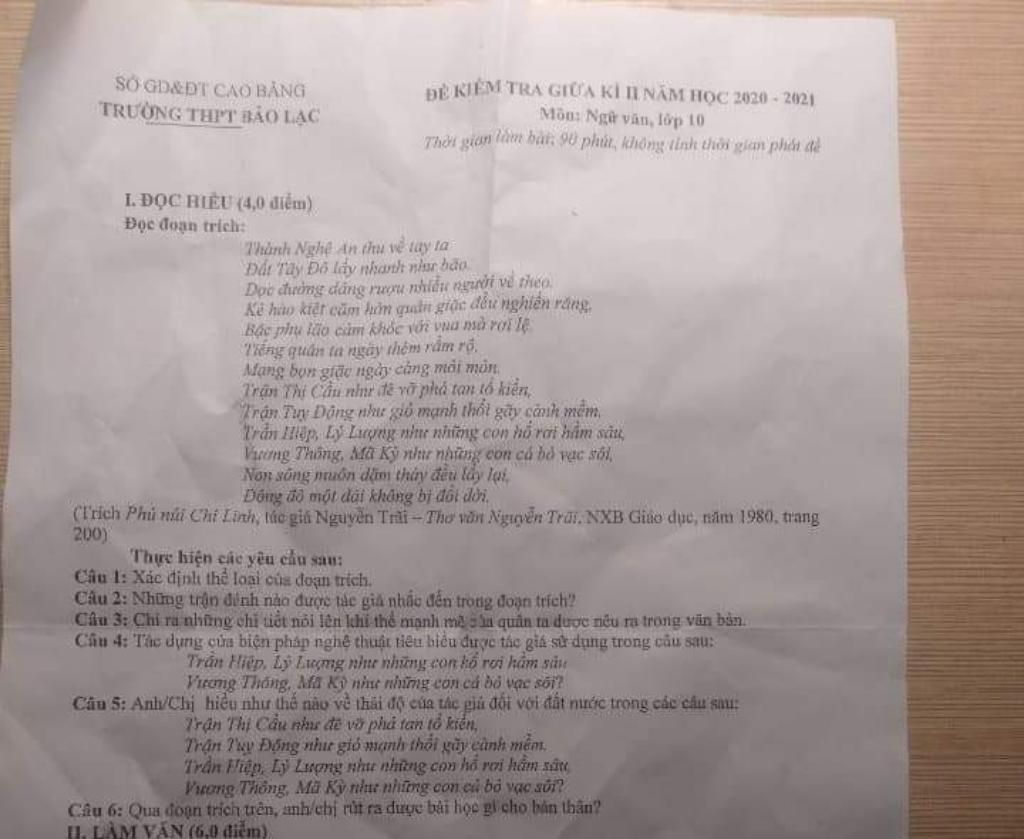 SỞ GD&ĐT CAO BẰNG
TRƯỜNG THPT BẢO LẠC
ĐỀ KIỂM TRA GIỮA KÌ II NĂM HỌC 2020 - 2021
Môn: Ngữ văn, lớp 10
Thời gian làm bài: 90 phút, không tính thời gian phát đề
I. ĐỌC HIỂU (4,0 điểm)
Đọc đoạn trích:
Thành Nghệ An thu về tay ta
Đất Tây Đô lấy nhanh như bão.
Dọc đường dâng rượu nhiều người về theo.
Kẻ hào kiệt căm hờn quân giặc đều nghiến răng,
Bậc phụ lão cảm khóc với vua mà rơi lệ.
Tiếng quân ta ngày thêm rầm rộ,
Mạng bọn giặc ngày càng mỏi mòn.
Trận Thị Cầu như đê vỡ phá tan tổ kiến,
Trận Tuy Động như gió mạnh thổi gãy cành mềm.
Trần Hiệp, Lý Lượng như những con hổ rơi hầm sâu,
Vương Thông, Mã Kỳ như những con cá bỏ vạc sôi,
Non sông muôn dặm thảy đều lấy lại,
Đông đô một dải không bị đổi dời.
(Trích Phú núi Chí Linh, tác giả Nguyễn Trãi – Thơ văn Nguyễn Trãi, NXB Giáo dục, năm 1980, trang
200)
Thực hiện các yêu cầu sau:
Câu 1: Xác định thể loại của đoạn trích.
Câu 2: Những trận đánh nào được tác giả nhắc đến trong đoạn trích?
Câu 3: Chỉ ra những chi tiết nói lên khí thế mạnh mẽ của quân ta được nêu ra trong văn bản.
Câu 4: Tác dụng của biện pháp nghệ thuật tiêu biểu được tác giả sử dụng trong câu sau:
Trần Hiệp, Lý Lượng như những con hổ rơi hầm sâu
Vương Thông, Mã Kỳ như những con cá bỏ vạc sôi?
Câu 5: Anh/Chị hiểu như thế nào về thái độ của tác giả đối với đất nước trong các câu sau:
Trận Thị Cầu như đê vỡ phá tan tổ kiến,
Trận Tuy Động như gió mạnh thổi gãy cành mềm.
Trần Hiệp, Lý Lượng như những con hổ rơi hầm sâu,
Vương Thông, Mã Kỳ như những con cá bỏ vạc sôi?
Câu 6: Qua đoạn trích trên, anh/chị rút ra được bài học gì cho bản thân?
II. LÀM VĂN (6,0 điểm)